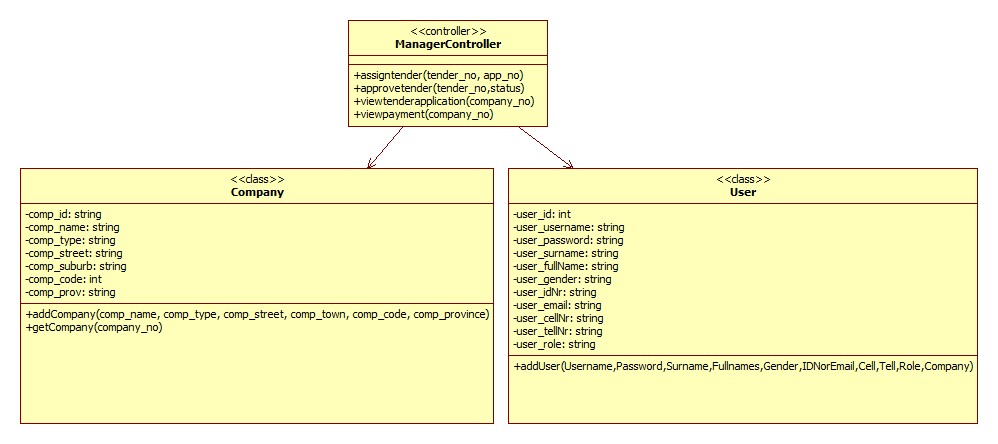 <<controller>>
ManagerController
+assigntender(tender_no, app_no)
+approvetender(tender_no,status)
+viewtenderapplication(company_no)
+viewpayment(company_no)
<<class>>
Company
-comp_id: string
-comp_name: string
-comp_type: string
-comp_street: string
-comp_suburb: string
-comp_code: int
-comp_prov: string
+addCompany(comp_name, comp_type, comp_street, comp_town, comp_code, comp_province)
+getCompany(company_no)
<<class>>
User
-user_id: int
-user_username: string
-user_password: string
-user_surname: string
-user_fullName: string
-user_gender: string
-user_idNr: string
-user_email: string
-user_cellNr: string
-user_tellNr: string
-user_role: string
+addUser(Username,Password,Surname,Fullnames,Gender,IDNorEmail,Cell,Tell,Role,Company)